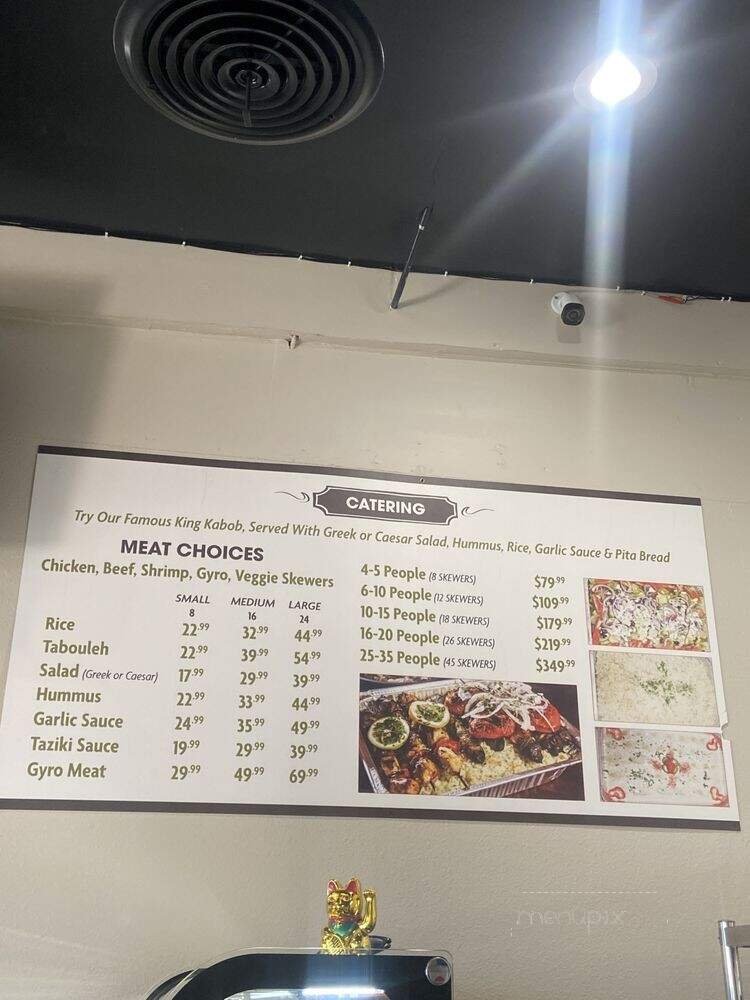 CATERING
Try Our Famous King Kabob, Served With Greek or Caesar Salad, Hummus, Rice, Garlic Sauce & Pita Bread
MEAT CHOICES
Chicken, Beef, Shrimp, Gyro, Veggie Skewers
SMALL MEDIUM LARGE
8 16 24
Rice 22.99 32.99 44.99
Tabouleh 22.99 39.99 54.99
Salad (Greek or Caesar) 17.99 29.99 39.99
Hummus 22.99 33.99 44.99
Garlic Sauce 24.99 35.99 49.99
Taziki Sauce 19.99 29.99 39.99
Gyro Meat 29.99 49.99 69.99
4-5 People (8 SKEWERS) $79.99
6-10 People (12 SKEWERS) $109.99
10-15 People (18 SKEWERS) $179.99
16-20 People (26 SKEWERS) $219.99
25-35 People (45 SKEWERS) $349.99
menupix